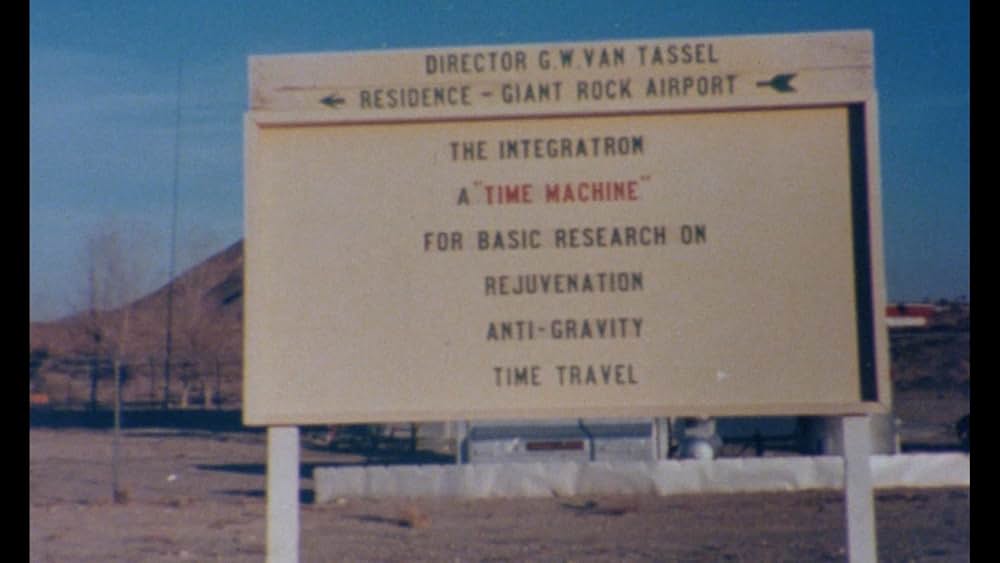 DIRECTOR G.W. VAN TASSEL
RESIDENCE - GIANT ROCK AIRPORT
THE INTEGRATRON
A "TIME MACHINE"
FOR BASIC RESEARCH ON
REJUVENATION
ANTI-GRAVITY
TIME TRAVEL